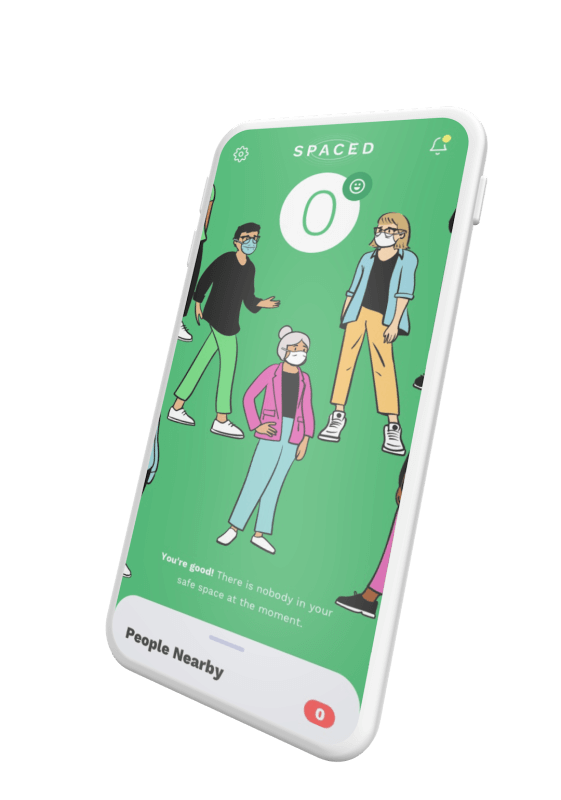 SPACED
0
You're good! There is nobody in your
safe space at the moment.
People Nearby
0